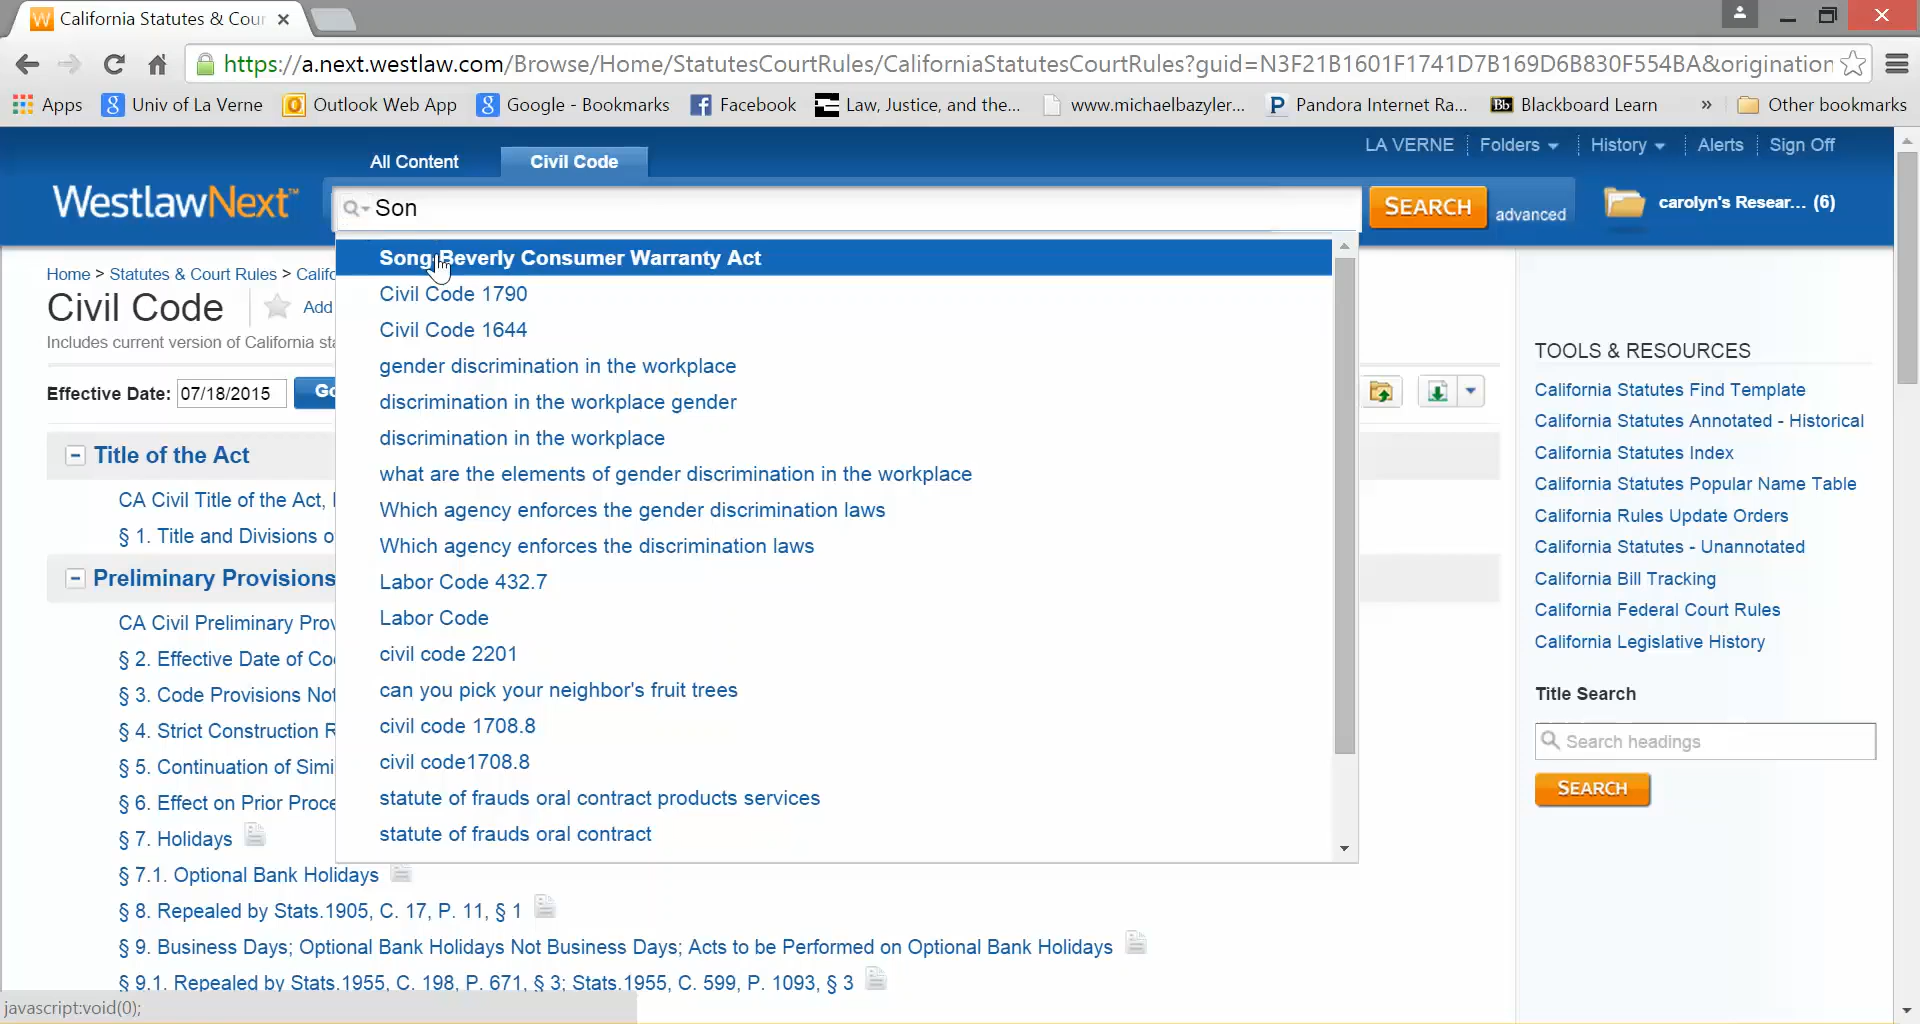 California Statutes & Cour
https://a.next.westlaw.com/Browse/Home/StatutesCourtRules/CaliforniaStatutesCourtRules?guid=N3F21B1601F1741D7B169D6B830F554BA&origination
Apps Univ of La Verne Outlook Web App Google - Bookmarks Facebook Law, Justice, and the... www.michaelbazyler... Pandora Internet Ra... Blackboard Learn » Other bookmarks
LA VERNE Folders History Alerts Sign Off
All Content Civil Code
WestlawNext™ Son SEARCH advanced carolyn's Resear... (6)
Song-Beverly Consumer Warranty Act
Civil Code 1790
Civil Code 1644
gender discrimination in the workplace
discrimination in the workplace gender
discrimination in the workplace
what are the elements of gender discrimination in the workplace
Which agency enforces the gender discrimination laws
Which agency enforces the discrimination laws
Labor Code 432.7
Labor Code
civil code 2201
can you pick your neighbor's fruit trees
civil code 1708.8
civil code1708.8
statute of frauds oral contract products services
statute of frauds oral contract
Home > Statutes & Court Rules > Califo
Civil Code Add
Includes current version of California sta
Effective Date: 07/18/2015 Go
Title of the Act
CA Civil Title of the Act,
§ 1. Title and Divisions o
Preliminary Provisions
CA Civil Preliminary Prov
§ 2. Effective Date of Co
§ 3. Code Provisions Not
§ 4. Strict Construction R
§ 5. Continuation of Simi
§ 6. Effect on Prior Proce
§ 7. Holidays
§ 7.1. Optional Bank Holidays
§ 8. Repealed by Stats.1905, C. 17, P. 11, § 1
§ 9. Business Days; Optional Bank Holidays Not Business Days; Acts to be Performed on Optional Bank Holidays
§ 9.1. Repealed by Stats.1955, C. 198, P. 671, § 3; Stats.1955, C. 599, P. 1093, § 3
TOOLS & RESOURCES
California Statutes Find Template
California Statutes Annotated - Historical
California Statutes Index
California Statutes Popular Name Table
California Rules Update Orders
California Statutes - Unannotated
California Bill Tracking
California Federal Court Rules
California Legislative History
Title Search
Search headings
SEARCH
javascript:void(0);